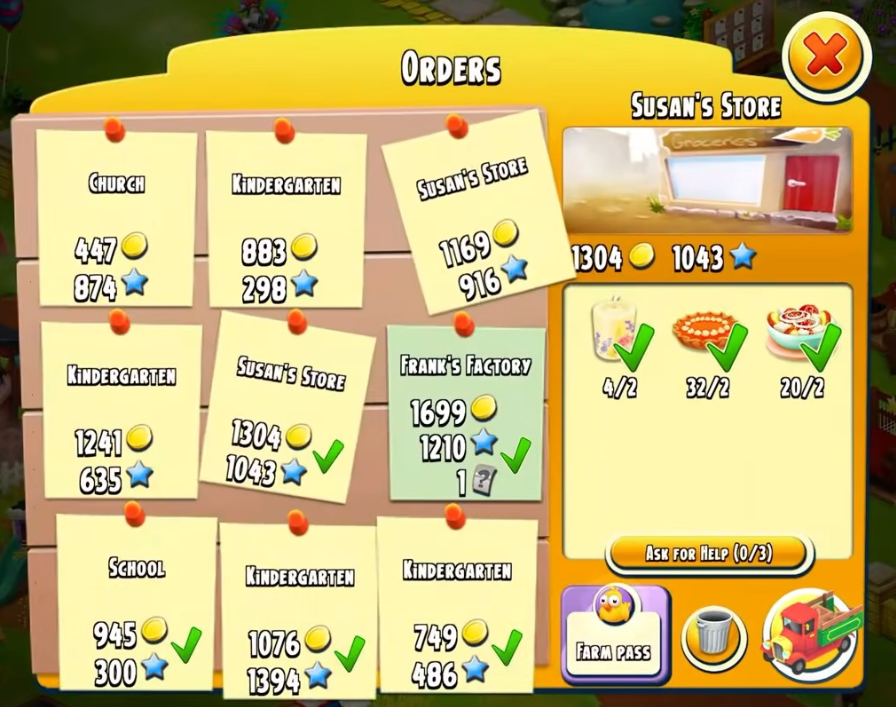 Orders
Church
447
874
Kindergarten
883
298
Susan's Store
1169
916
Kindergarten
1241
635
Susan's Store
1304
1043
Frank's Factory
1699
1210
1 ?
School
945
300
Kindergarten
1076
1394
Kindergarten
749
486
Susan's Store
Groceries
1304 1043
4/2 32/2 20/2
Ask for Help (0/3)
Farm Pass